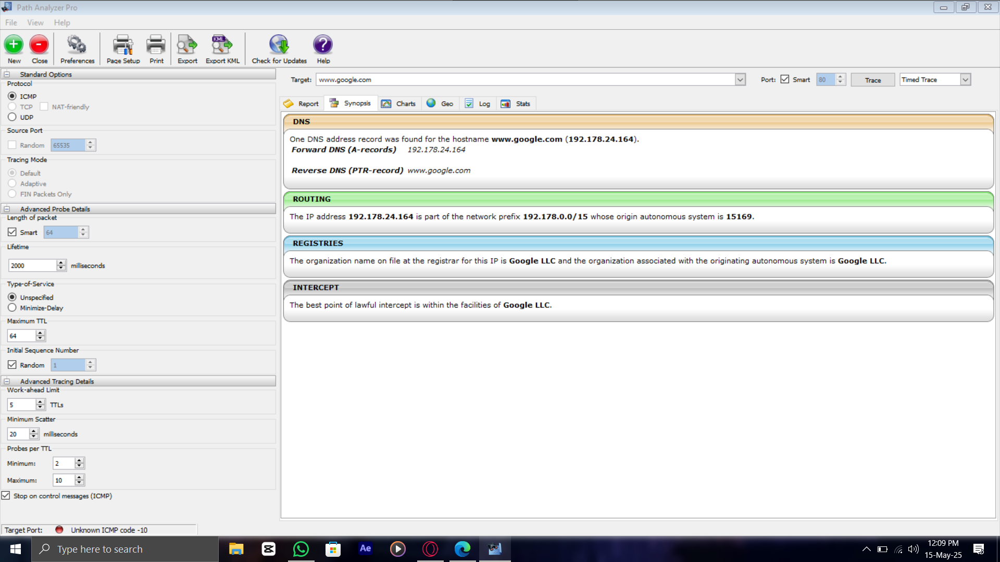 Path Analyzer Pro
File View Help
New Close Preferences Page Setup Print Export Export KML Check for Updates Help
KML
Standard Options
Protocol
ICMP
TCP NAT-friendly
UDP
Source Port
Random 65535
Tracing Mode
Default
Adaptive
FIN Packets Only
Advanced Probe Details
Length of packet
Smart 64
Lifetime
2000 milliseconds
Type-of-Service
Unspecified
Minimize-Delay
Maximum TTL
64
Initial Sequence Number
Random 1
Advanced Tracing Details
Work-ahead Limit
5 TTLs
Minimum Scatter
20 milliseconds
Probes per TTL
Minimum: 2
Maximum: 10
Stop on control messages (ICMP)
Target: www.google.com Port: Smart 80 Trace Timed Trace
Report Synopsis Charts Geo Log Stats
DNS
One DNS address record was found for the hostname www.google.com (192.178.24.164).
Forward DNS (A-records) 192.178.24.164
Reverse DNS (PTR-record) www.google.com
ROUTING
The IP address 192.178.24.164 is part of the network prefix 192.178.0.0/15 whose origin autonomous system is 15169.
REGISTRIES
The organization name on file at the registrar for this IP is Google LLC and the organization associated with the originating autonomous system is Google LLC.
INTERCEPT
The best point of lawful intercept is within the facilities of Google LLC.
Target Port: Unknown ICMP code -10
Type here to search
Ae
12:09 PM
15-May-25